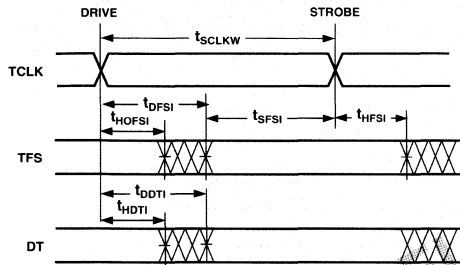 DRIVE STROBE
tSCLKW
TCLK
tDFSI
tHOFSI tSFSI tHFSI
TFS
tDDTI
tHDTI
DT